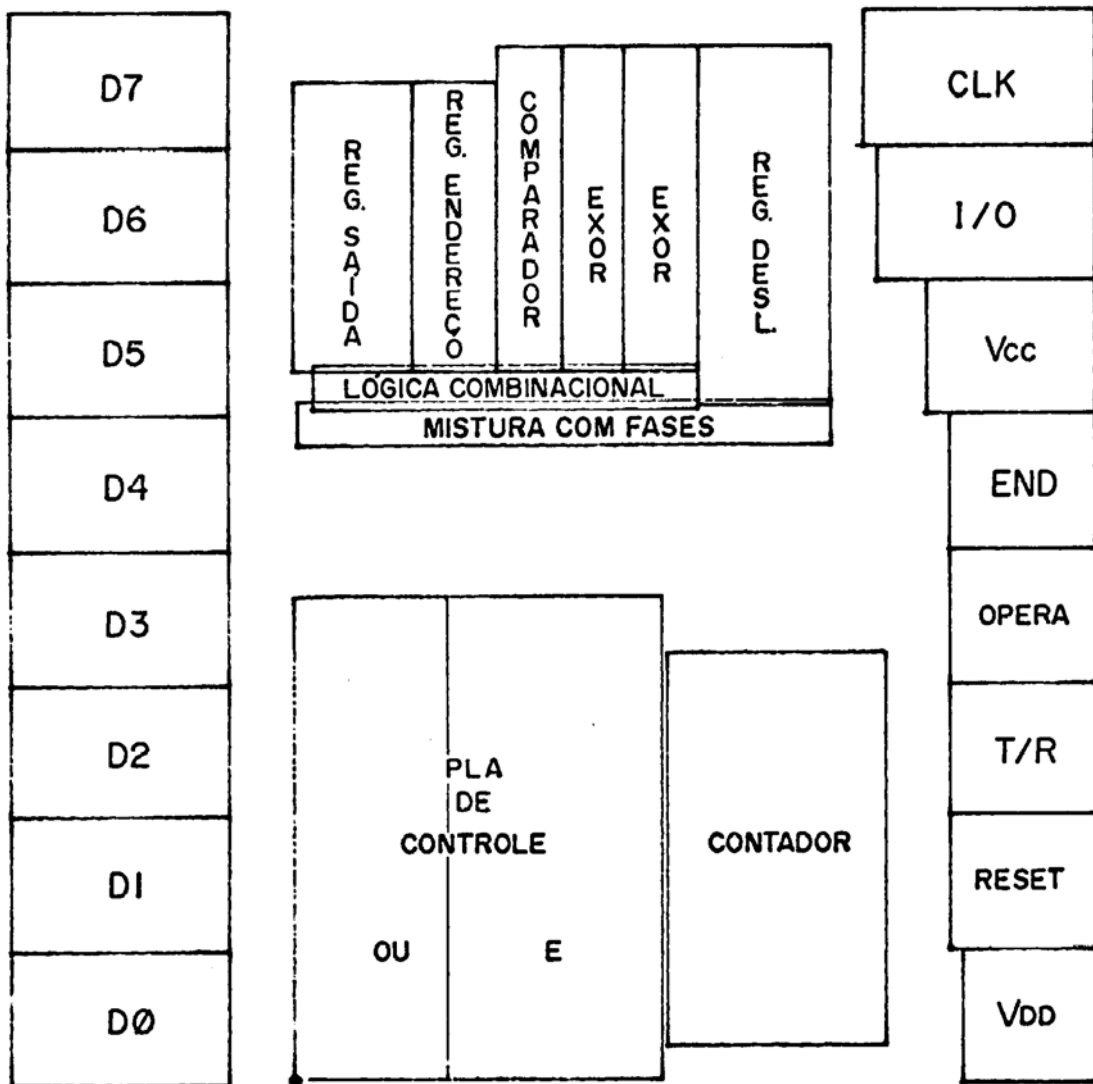 D7
D6
D5
D4
D3
D2
D1
DØ
REG. SAÍDA
REG. ENDEREÇO
COMPARADOR
EXOR
EXOR
REG. DESL.
LÓGICA COMBINACIONAL
MISTURA COM FASES
PLA
DE
CONTROLE
OU E
CONTADOR
CLK
I/O
Vcc
END
OPERA
T/R
RESET
VDD